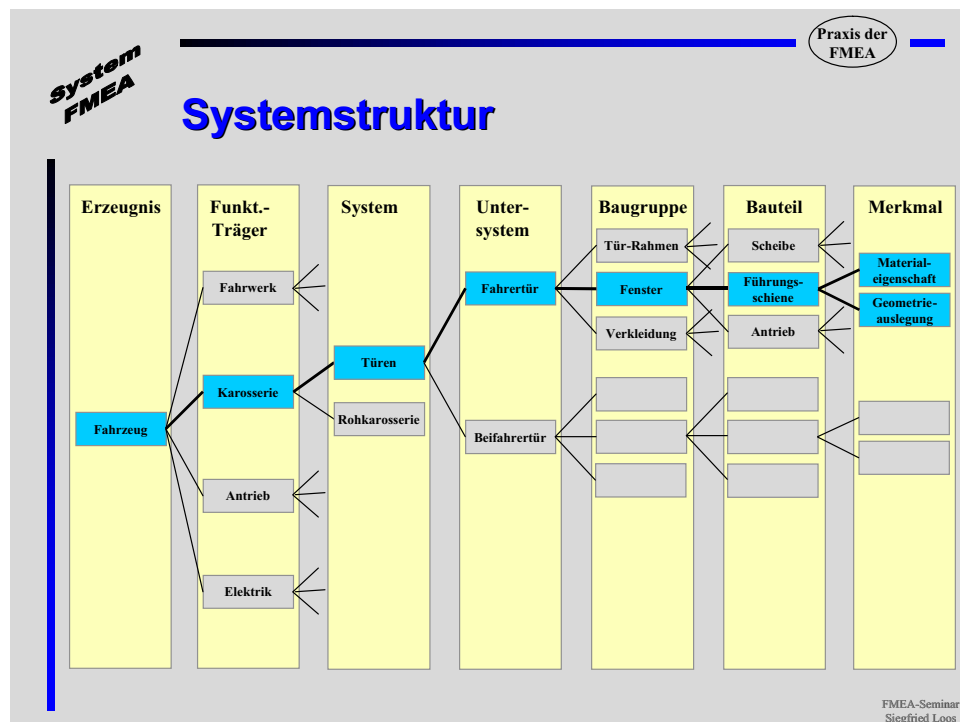 Praxis der
FMEA
System
FMEA
Systemstruktur
Erzeugnis
Fahrzeug
Funkt.-
Träger
Fahrwerk
Karosserie
Antrieb
Elektrik
System
Türen
Rohkarosserie
Unter-
system
Fahrertür
Beifahrertür
Baugruppe
Tür-Rahmen
Fenster
Verkleidung
Bauteil
Scheibe
Führungs-
schiene
Antrieb
Merkmal
Material-
eigenschaft
Geometrie-
auslegung
FMEA-Seminar
Siegfried Loos